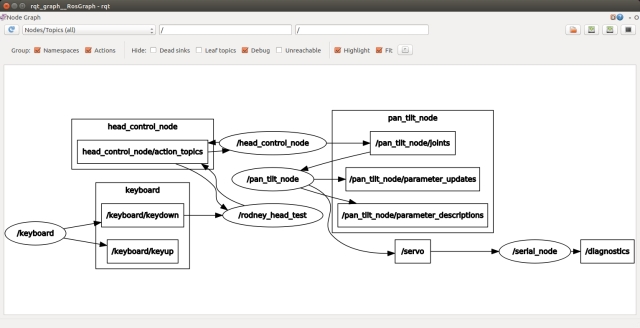 rqt_graph__RosGraph - rqt
Node Graph
Nodes/Topics (all) / /
Group: Namespaces Actions Hide: Dead sinks Leaf topics Debug Unreachable Highlight Fit
pan_tilt_node
head_control_node
/head_control_node
/pan_tilt_node/joints
head_control_node/action_topics
/pan_tilt_node
/pan_tilt_node/parameter_updates
keyboard
/keyboard/keydown
/rodney_head_test
/pan_tilt_node/parameter_descriptions
/keyboard
/keyboard/keyup
/servo
/serial_node
/diagnostics